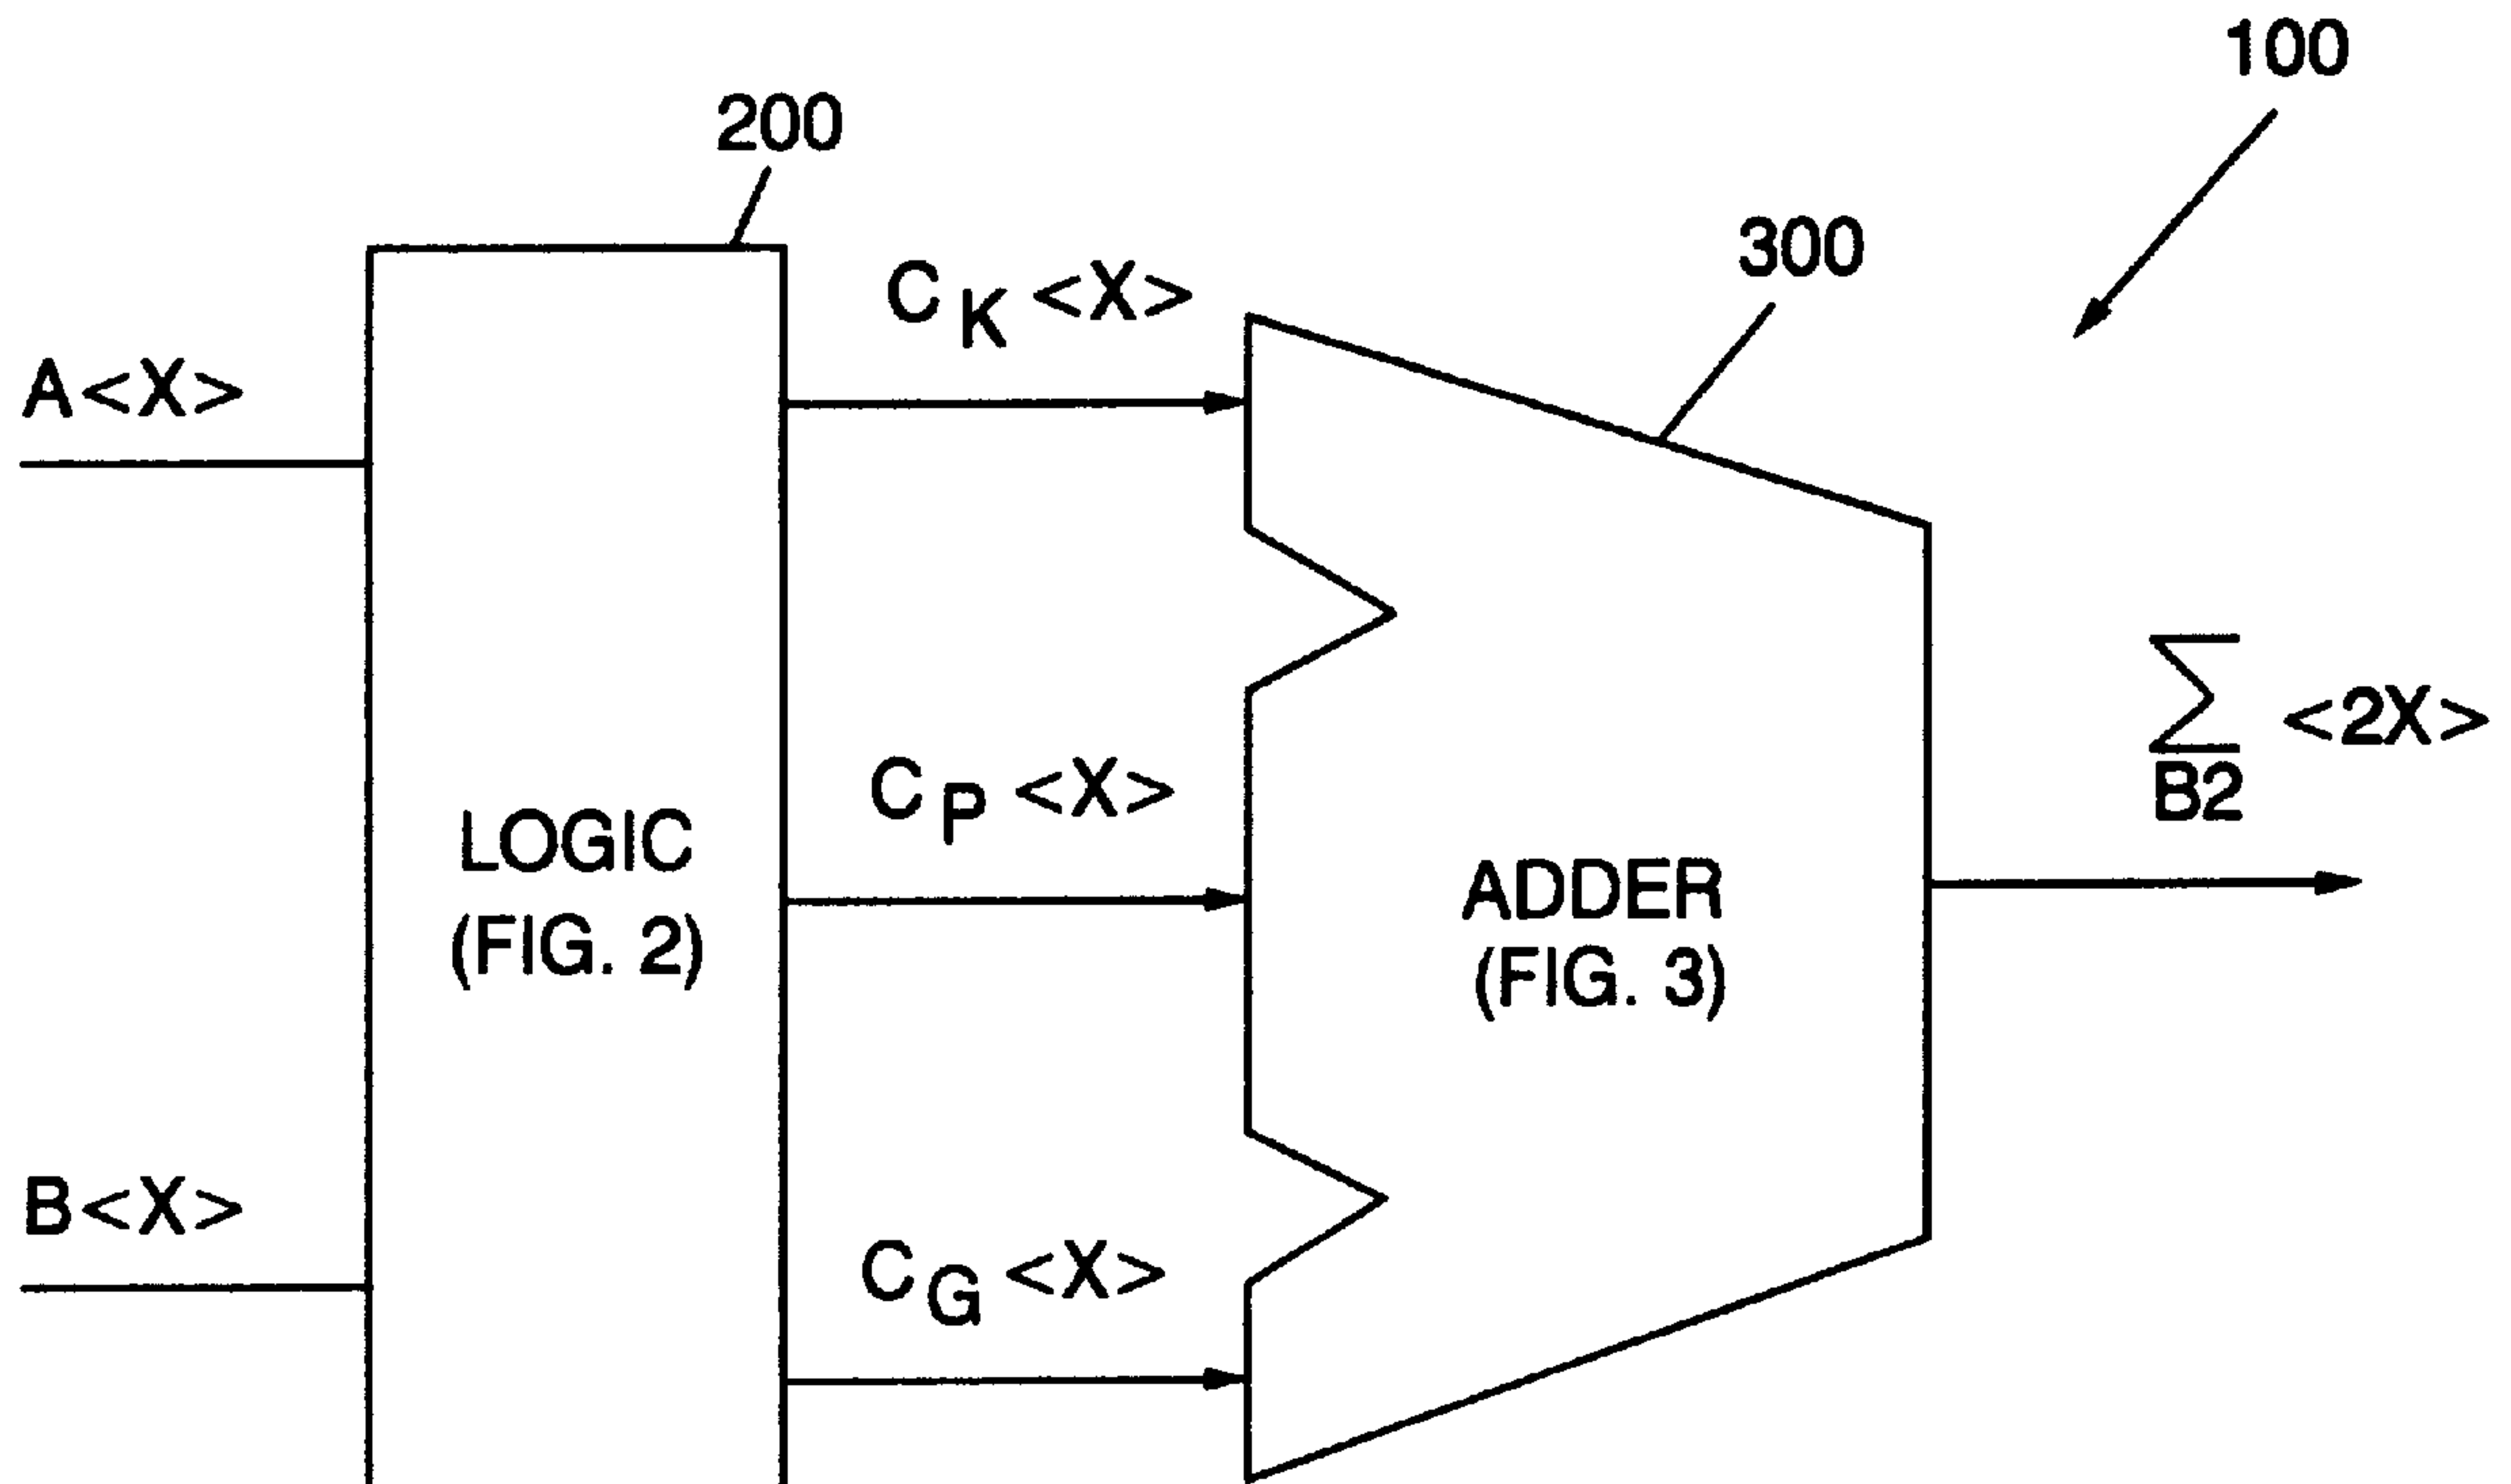 100
200
300
C K <X>
A<X>
∑ <2X>
B2
C P <X>
LOGIC
(FIG. 2)
ADDER
(FIG. 3)
B<X>
C G <X>